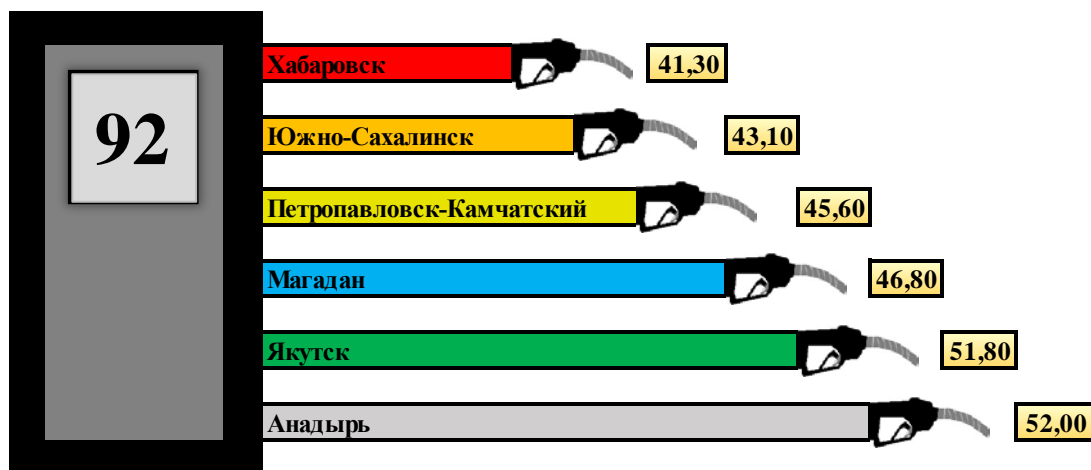 92
Хабаровск 41,30
Южно-Сахалинск 43,10
Петропавловск-Камчатский 45,60
Магадан 46,80
Якутск 51,80
Анадырь 52,00